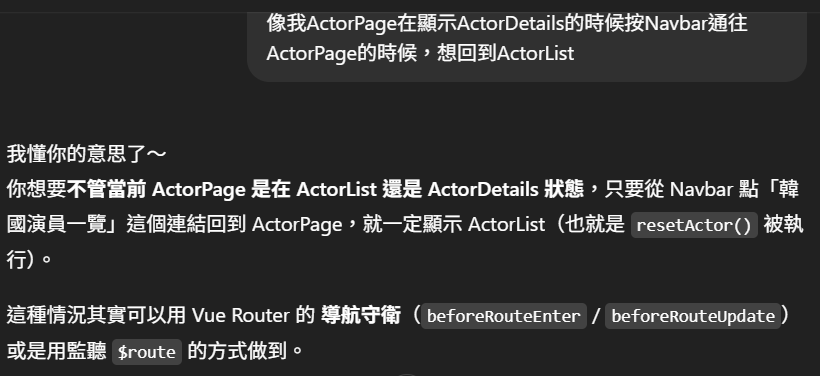 像我ActorPage在顯示ActorDetails的時候按Navbar通往
ActorPage的時候，想回到ActorList
我懂你的意思了～
你想要不管當前 ActorPage 是在 ActorList 還是 ActorDetails 狀態，只要從 Navbar 點「韓
國演員一覽」這個連結回到 ActorPage，就一定顯示 ActorList（也就是 resetActor() 被執
行）。
這種情況其實可以用 Vue Router 的 導航守衛（beforeRouteEnter / beforeRouteUpdate）
或是用監聽 $route 的方式做到。